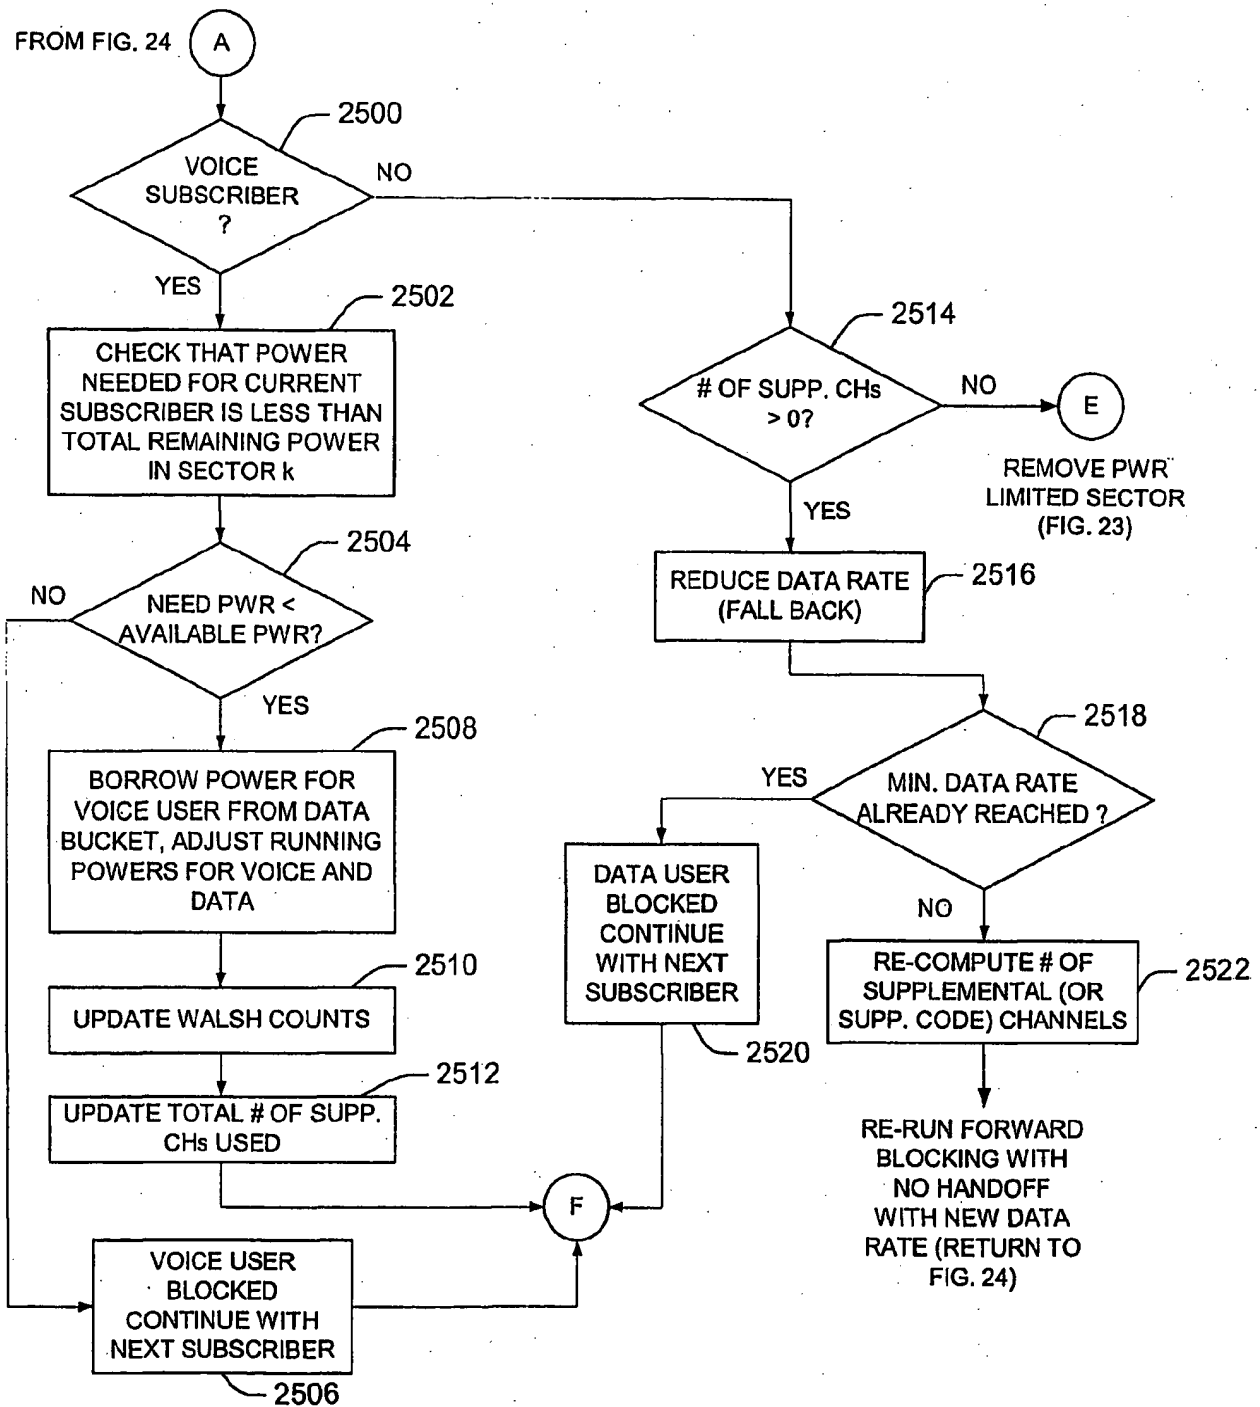 FROM FIG. 24
A
2500
VOICE
SUBSCRIBER
?
NO
YES
2502
CHECK THAT POWER
NEEDED FOR CURRENT
SUBSCRIBER IS LESS THAN
TOTAL REMAINING POWER
IN SECTOR k
2504
NO
NEED PWR <
AVAILABLE PWR?
YES
2508
BORROW POWER FOR
VOICE USER FROM DATA
BUCKET, ADJUST RUNNING
POWERS FOR VOICE AND
DATA
2510
UPDATE WALSH COUNTS
2512
UPDATE TOTAL # OF SUPP.
CHs USED
VOICE USER
BLOCKED
CONTINUE WITH
NEXT SUBSCRIBER
2506
F
2514
# OF SUPP. CHs
> 0?
NO
E
REMOVE PWR
LIMITED SECTOR
(FIG. 23)
YES
REDUCE DATA RATE
(FALL BACK)
2516
2518
MIN. DATA RATE
ALREADY REACHED ?
YES
DATA USER
BLOCKED
CONTINUE
WITH NEXT
SUBSCRIBER
2520
NO
RE-COMPUTE # OF
SUPPLEMENTAL (OR
SUPP. CODE) CHANNELS
2522
RE-RUN FORWARD
BLOCKING WITH
NO HANDOFF
WITH NEW DATA
RATE (RETURN TO
FIG. 24)